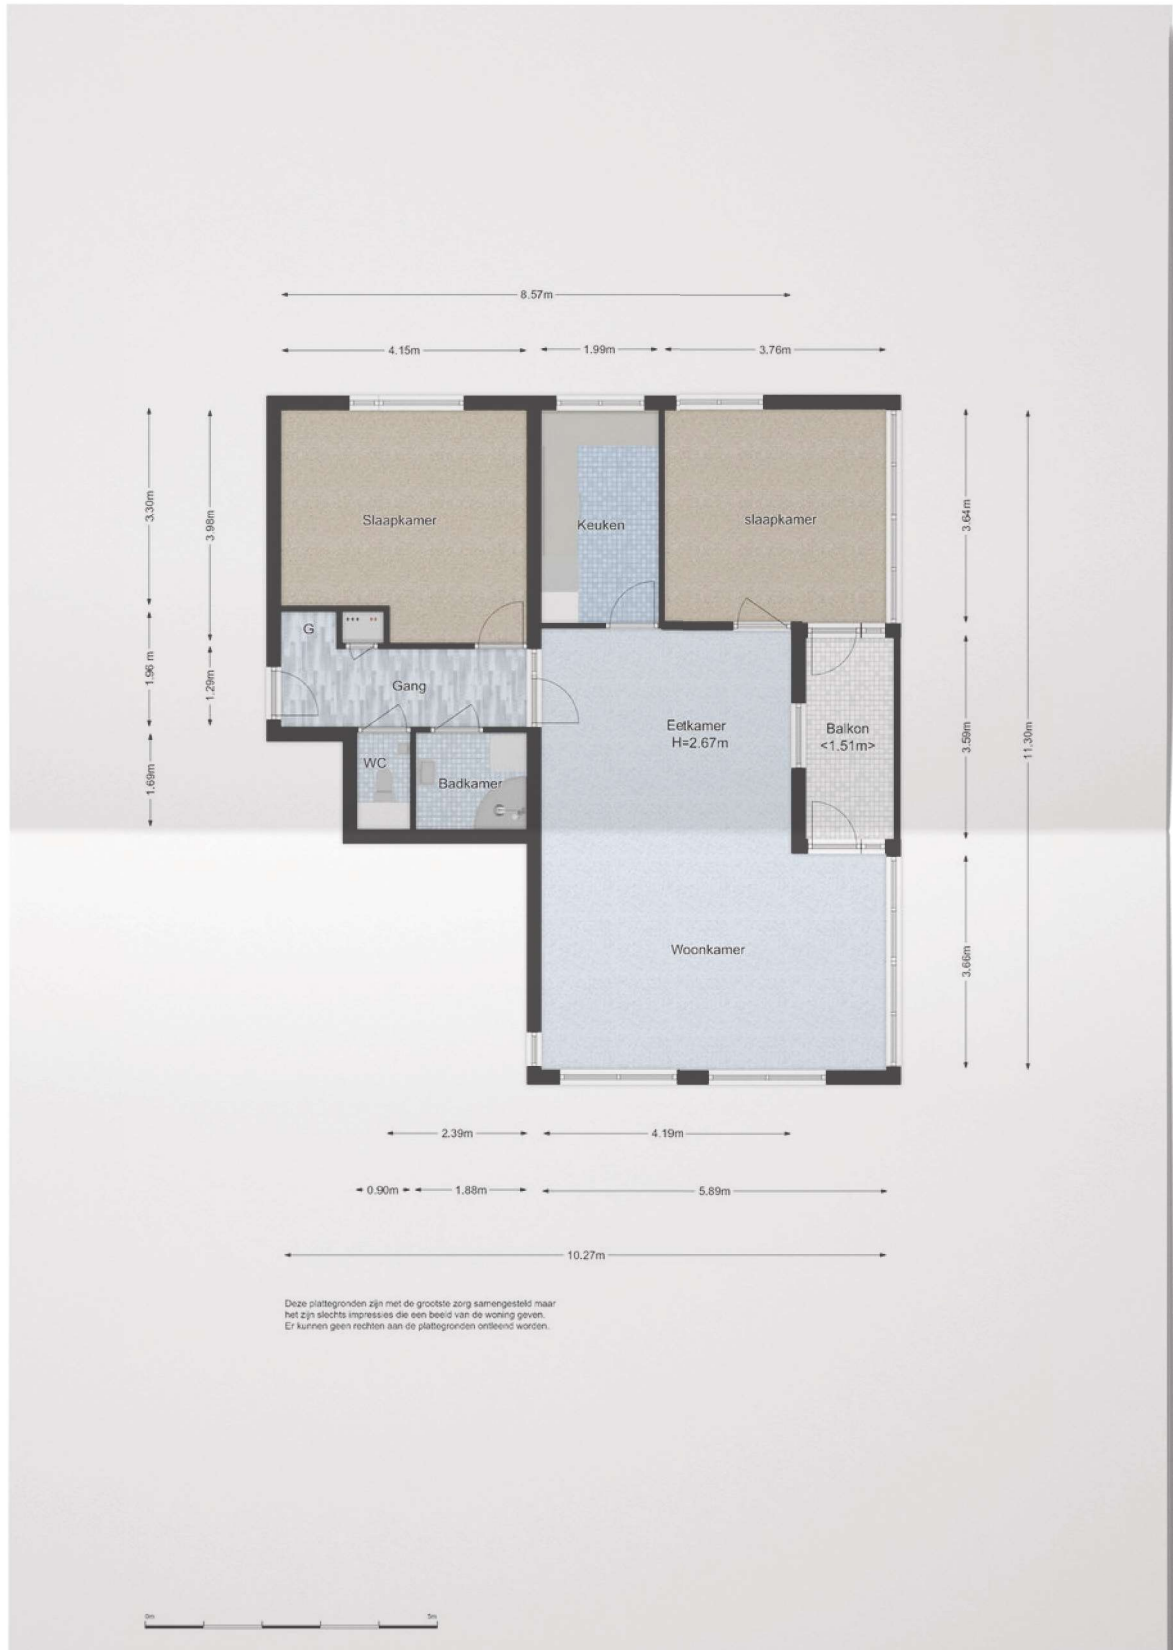 8.57m
4.15m
1.99m
3.76m
3.30m
3.98m
3.64m
Slaapkamer
Keuken
slaapkamer
G
1.96 m
1.29m
Gang
Eetkamer
H=2.67m
Balkon
<1.51m>
3.59m
11.30m
WC
Badkamer
1.69m
Woonkamer
3.66m
2.39m
4.19m
0.90m
1.88m
5.89m
10.27m
Deze plattegronden zijn met de grootste zorg samengesteld maar
het zijn slechts impressies die een beeld van de woning geven.
Er kunnen geen rechten aan de plattegronden ontleend worden.
0m
5m